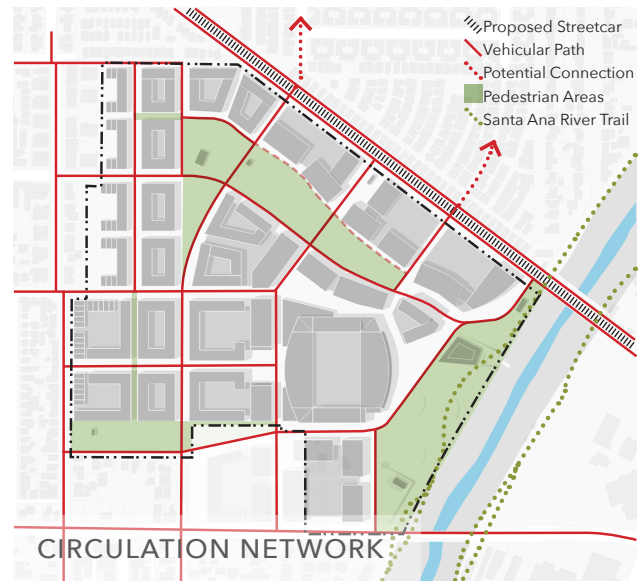 Proposed Streetcar
Vehicular Path
Potential Connection
Pedestrian Areas
Santa Ana River Trail
CIRCULATION NETWORK